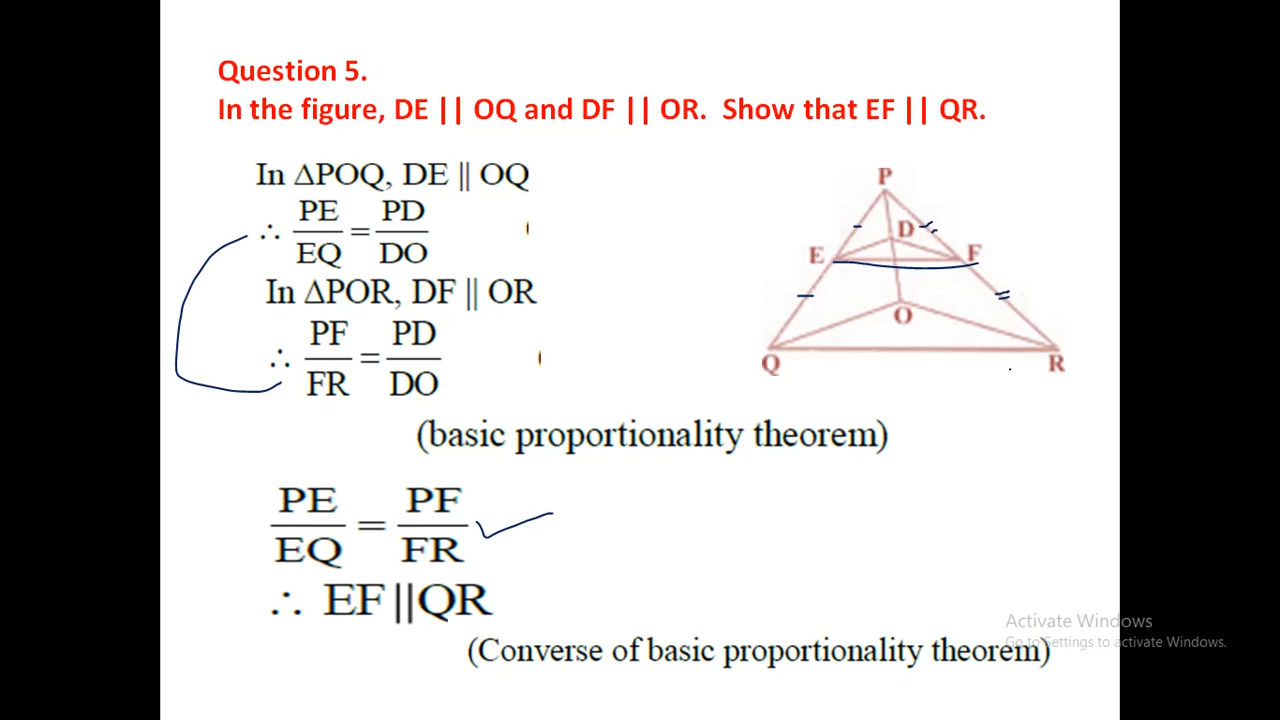 Question 5.
In the figure, DE || OQ and DF || OR. Show that EF || QR.
In ΔPOQ, DE || OQ
∴ PE/EQ = PD/DO
In ΔPOR, DF || OR
∴ PF/FR = PD/DO
(basic proportionality theorem)
PE/EQ = PF/FR
∴ EF||QR
(Converse of basic proportionality theorem)
P
D
E
F
O
Q
R
Activate Windows
Go to Settings to activate Windows.